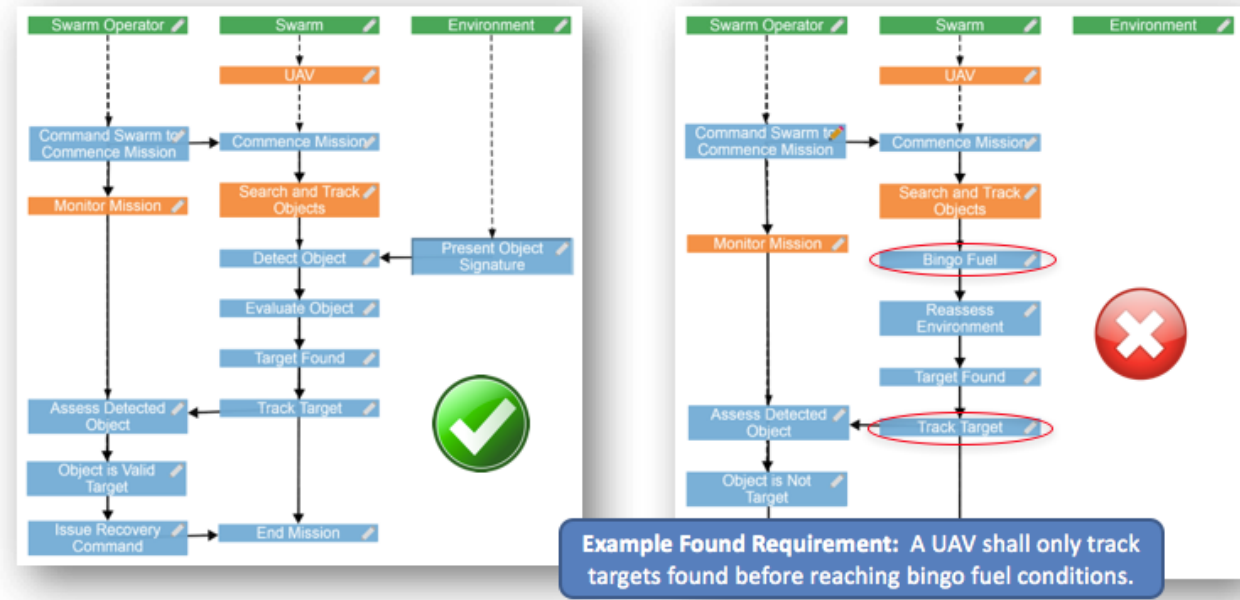 Swarm Operator
Swarm
Environment
UAV
Command Swarm to
Commence Mission
Commence Mission
Monitor Mission
Search and Track
Objects
Detect Object
Present Object
Signature
Evaluate Object
Target Found
Assess Detected
Object
Track Target
Object is Valid
Target
Issue Recovery
Command
End Mission
Swarm Operator
Swarm
Environment
UAV
Command Swarm to
Commence Mission
Commence Mission
Search and Track
Objects
Monitor Mission
Bingo Fuel
Reassess
Environment
Target Found
Assess Detected
Object
Track Target
Object is Not
Target
Example Found Requirement: A UAV shall only track
targets found before reaching bingo fuel conditions.